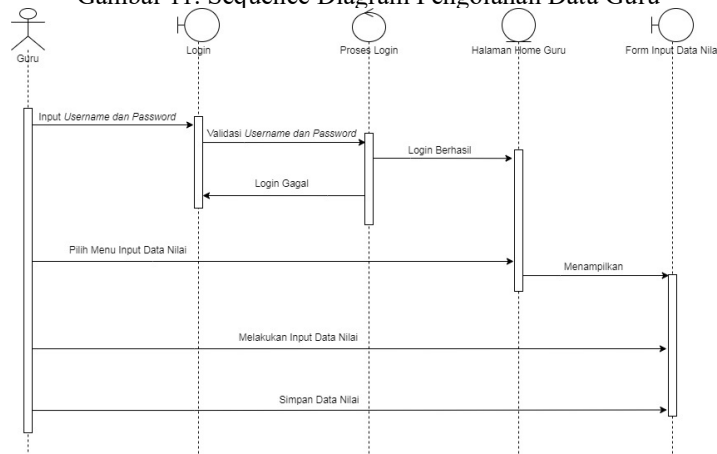 Gambar 11. Sequence Diagram Pengolahan Data Guru
Guru
Login
Proses Login
Halaman Home Guru
Form Input Data Nila
Input Username dan Password
Validasi Username dan Password
Login Berhasil
Login Gagal
Pilih Menu Input Data Nilai
Menampilkan
Melakukan Input Data Nilai
Simpan Data Nilai